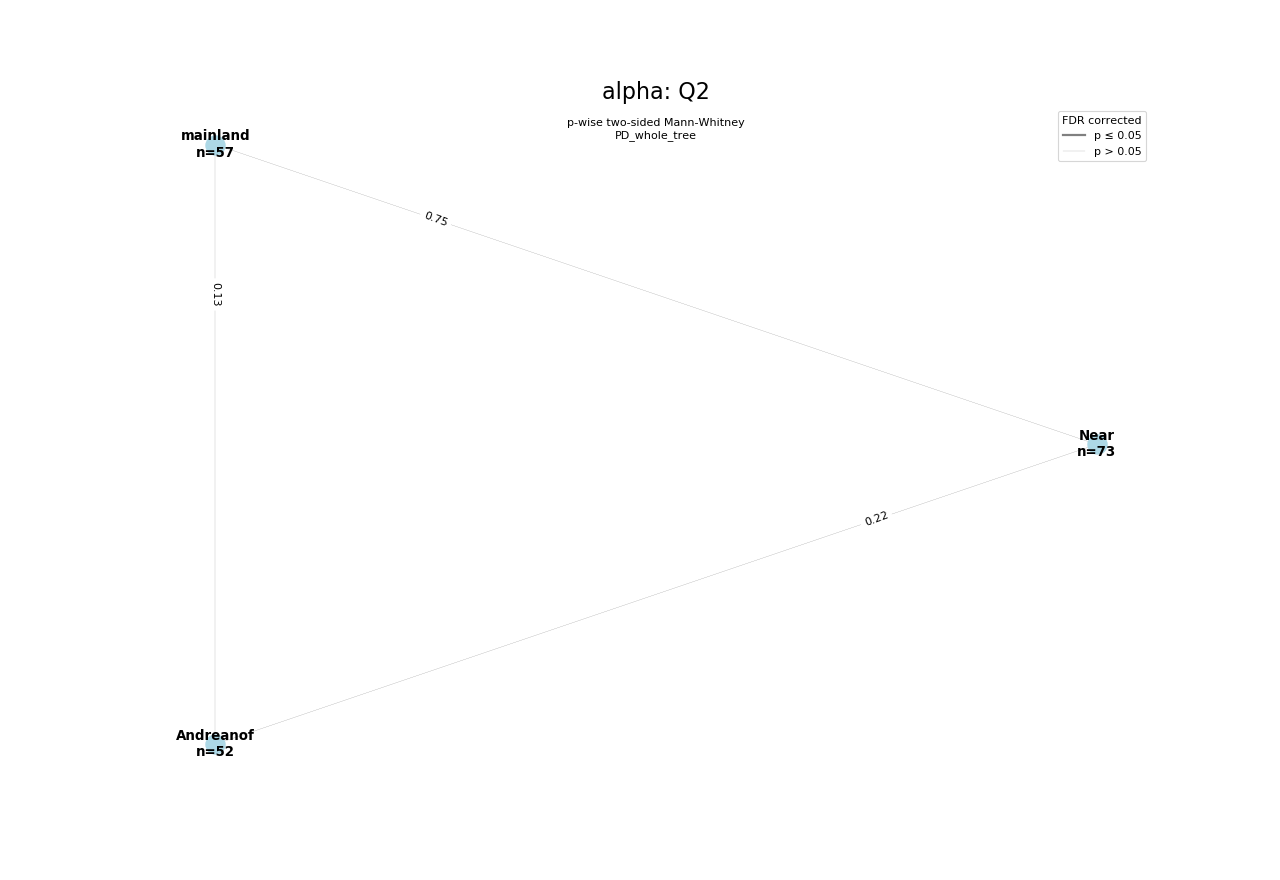 alpha: Q2
p-wise two-sided Mann-Whitney
PD_whole_tree
FDR corrected
p ≤ 0.05
p > 0.05
mainland
n=57
0.75
0.13
Near
n=73
0.22
Andreanof
n=52